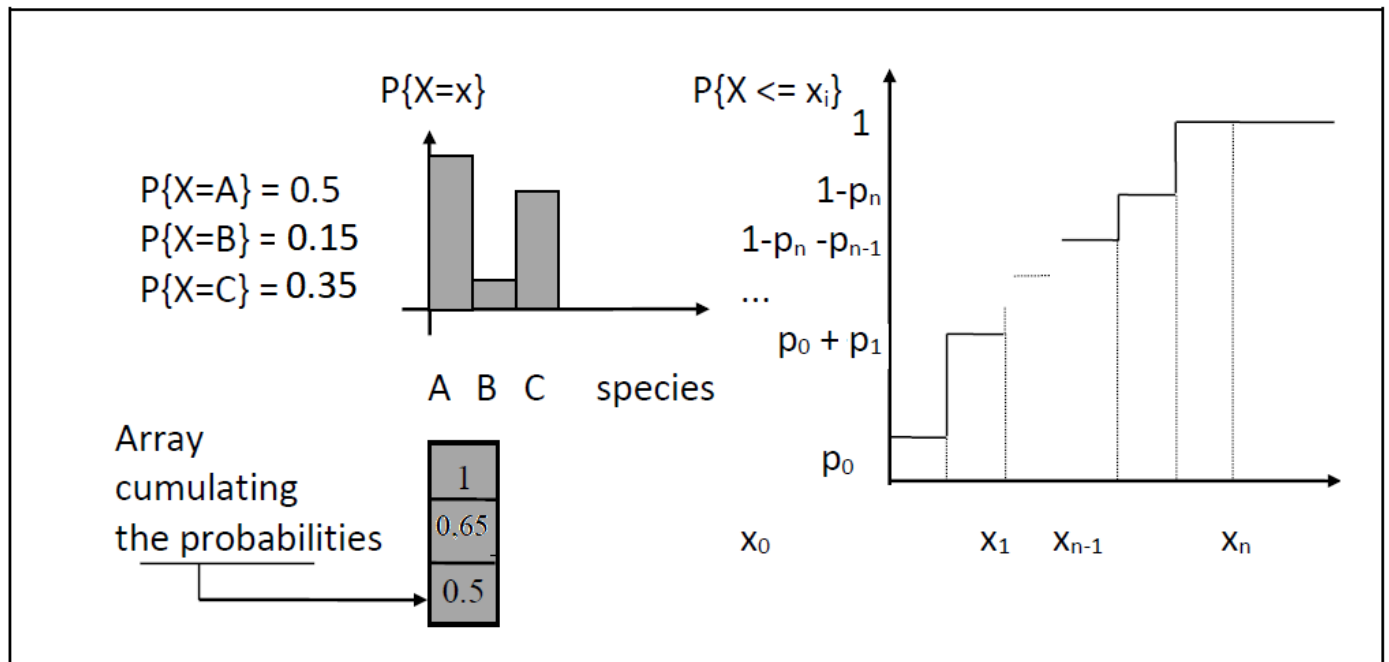 P{X=x}
P{X=A} = 0.5
P{X=B} = 0.15
P{X=C} = 0.35
A B C species
Array
cumulating
the probabilities
1
0,65
0.5
P{X <= xᵢ}
1
1-pₙ
1-pₙ -pₙ₋₁
...
p₀ + p₁
p₀
x₀ x₁ xₙ₋₁ xₙ